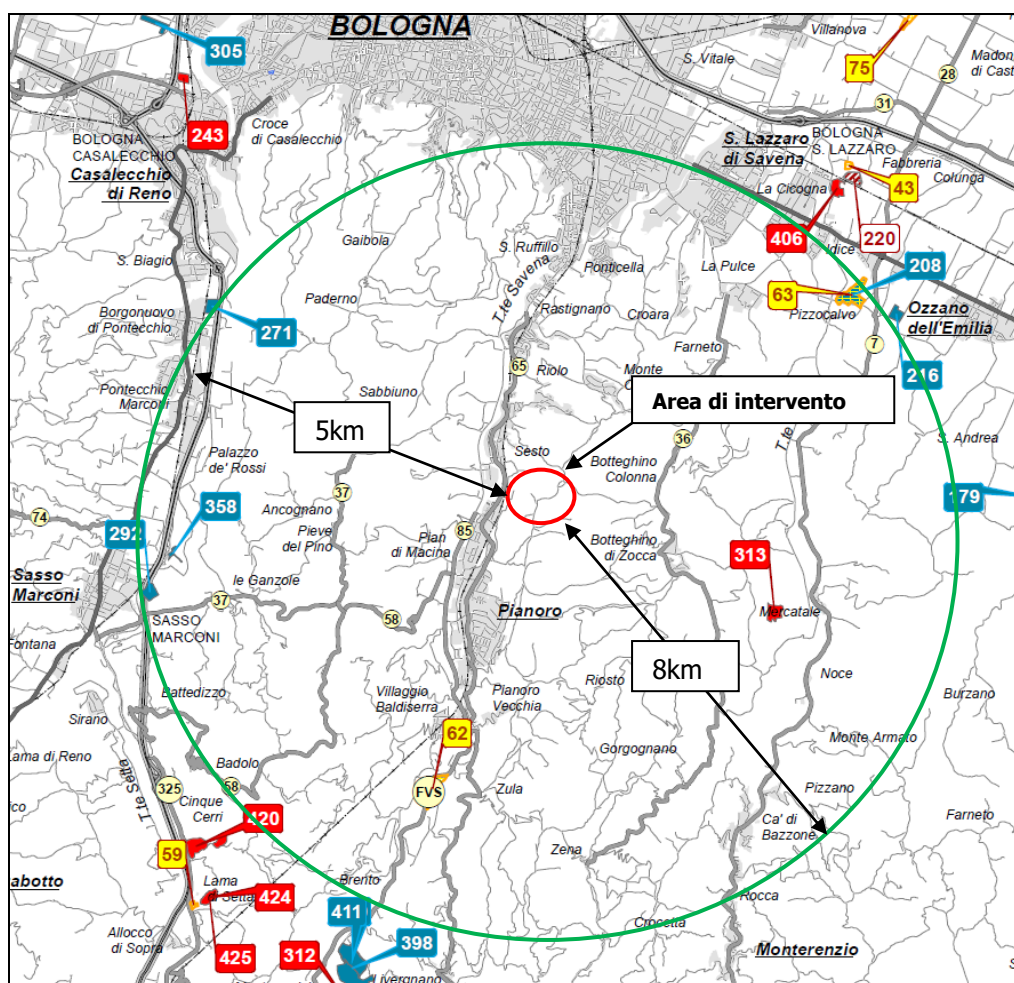 BOLOGNA
305
Villanova
75
Madon
di Cast
S. Vitale
28
31
243
Croce
di Casalecchio
BOLOGNA
CASALECCHIO
Casalecchio
di Reno
S. Lazzaro
di Savena
BOLOGNA
S. LAZZARO
Fabbreria
Colunga
La Cicogna
43
406
220
Idice
Gaibola
S. Ruffillo
Ponticella
La Pulce
208
S. Biagio
T.te Savena
63
Paderno
Rastignano
Croara
Pizzocalvo
Ozzano
dell'Emilia
Borgonuovo
di Pontecchio
271
Farneto
7
65
Riolo
Monte
216
Pontecchio
Marconi
Sabbiuno
Area di intervento
5km
36
T.te
S. Andrea
Palazzo
de' Rossi
Sesto
Botteghino
Colonna
37
179
74
358
Ancognano
292
Pieve
del Pino
85
Pian
di Macina
Botteghino
di Zocca
313
Sasso
Marconi
le Ganzole
37
58
Pianoro
Mercatale
SASSO
MARCONI
Fontana
8km
Noce
Battedizzo
Villaggio
Baldiserra
Pianoro
Vecchia
Riosto
Burzano
Sirano
62
Monte Armato
Lama di Reno
Gorgognano
Badolo
T.te Setta
325
58
FVS
Zula
Pizzano
Cinque
Cerri
420
Ca' di
Bazzone
Farneto
59
Zena
abotto
Lama
di Setta
424
Brento
Rocca
411
Crocetta
Allocco
di Sopra
425
312
398
Monterenzio
Livergnano